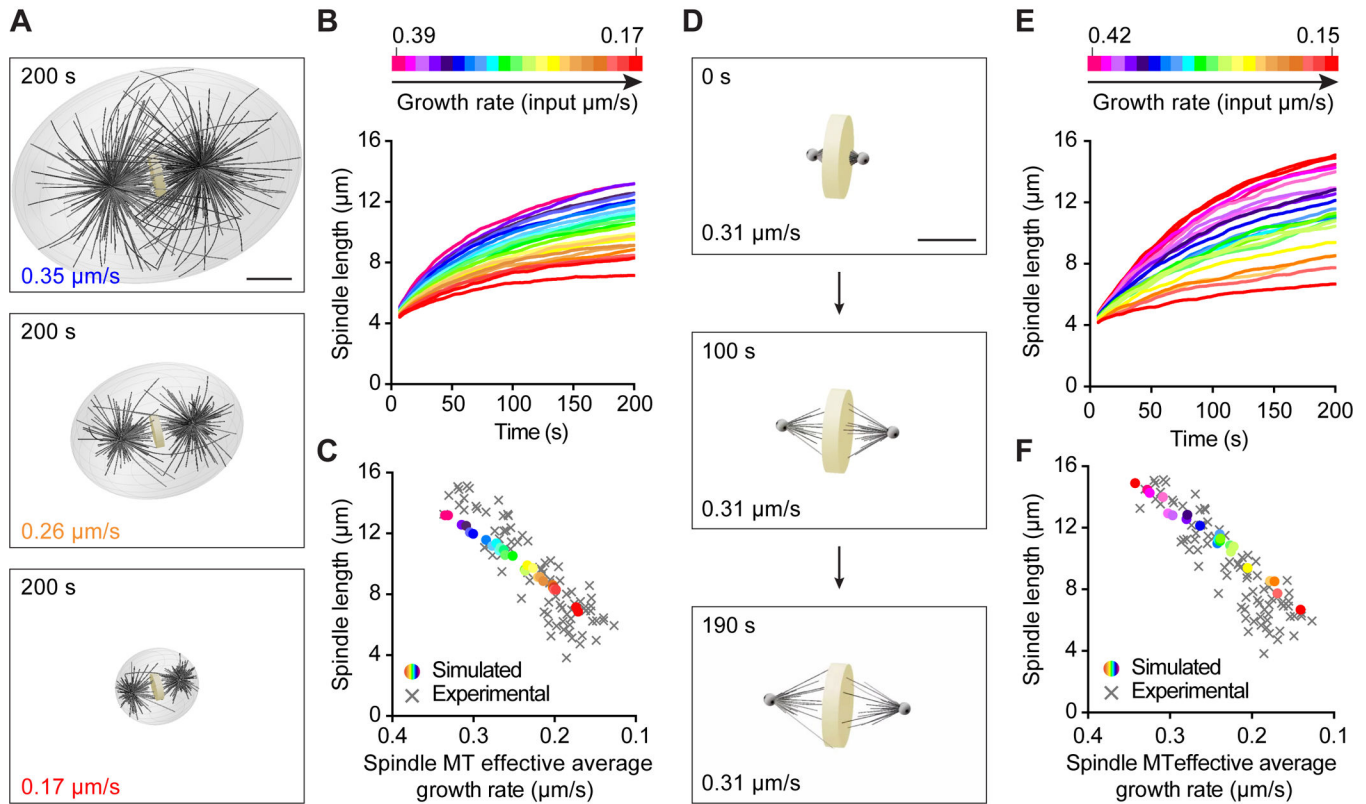 A
200 s
0.35 µm/s
200 s
0.26 µm/s
200 s
0.17 µm/s
B
0.39
0.17
Growth rate (input µm/s)
Spindle length (µm)
16
12
8
4
0
0
50
100
150
200
Time (s)
C
Spindle length (µm)
16
12
8
4
0
Simulated
Experimental
0.4
0.3
0.2
0.1
Spindle MT effective average
growth rate (µm/s)
D
0 s
0.31 µm/s
100 s
0.31 µm/s
190 s
0.31 µm/s
E
0.42
0.15
Growth rate (input µm/s)
Spindle length (µm)
16
12
8
4
0
0
50
100
150
200
Time (s)
F
Spindle length (µm)
16
12
8
4
0
Simulated
Experimental
0.4
0.3
0.2
0.1
Spindle MTeffective average
growth rate (µm/s)